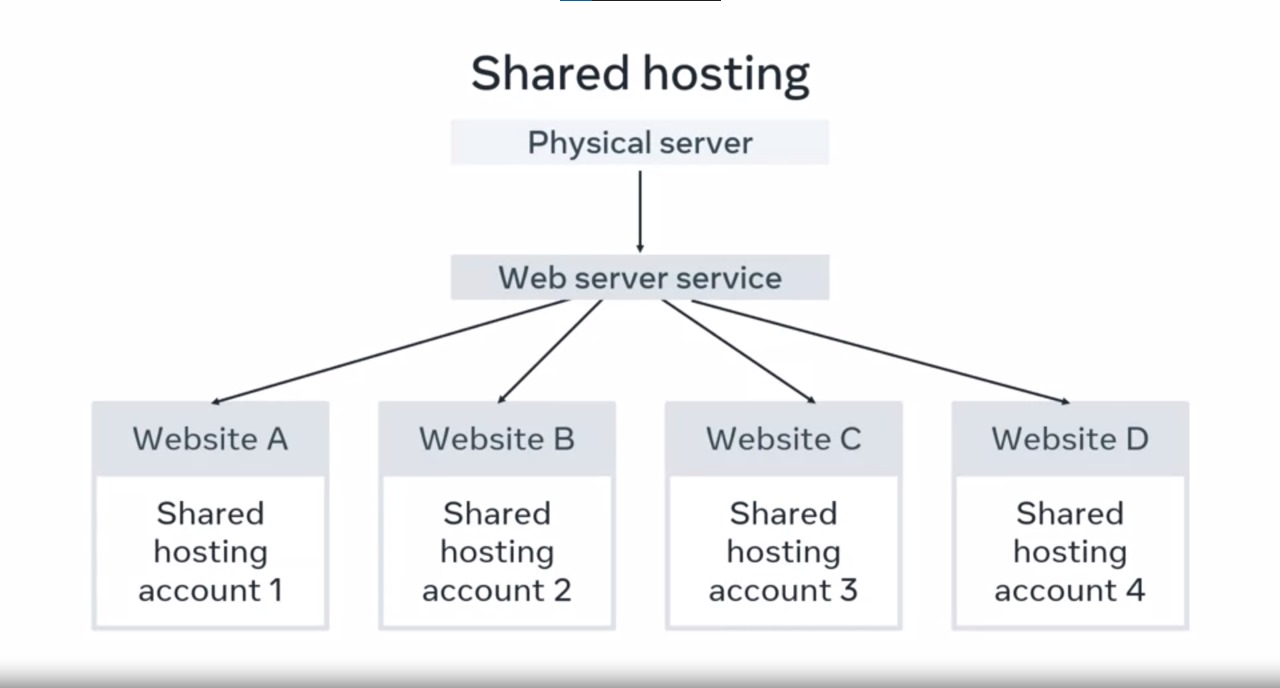 Shared hosting
Physical server
Web server service
Website A
Shared
hosting
account 1
Website B
Shared
hosting
account 2
Website C
Shared
hosting
account 3
Website D
Shared
hosting
account 4